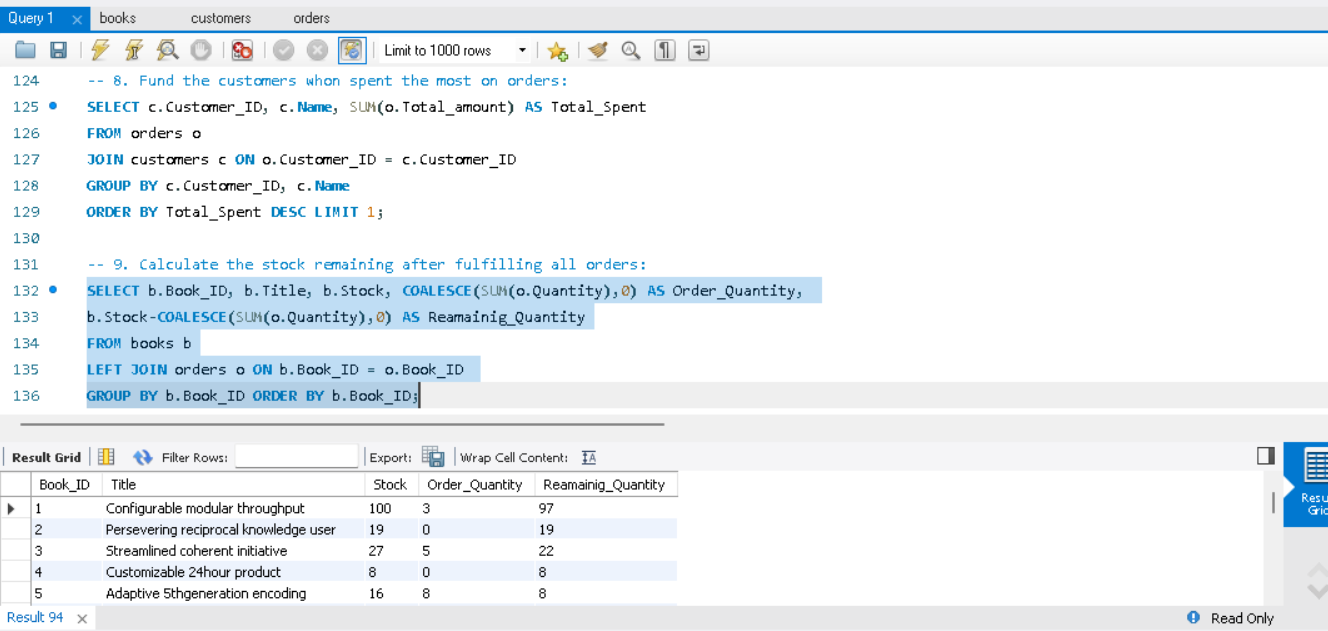 Query 1 books customers orders
Limit to 1000 rows
124 -- 8. Fund the customers whon spent the most on orders:
125 SELECT c.Customer_ID, c.Name, SUM(o.Total_amount) AS Total_Spent
126 FROM orders o
127 JOIN customers c ON o.Customer_ID = c.Customer_ID
128 GROUP BY c.Customer_ID, c.Name
129 ORDER BY Total_Spent DESC LIMIT 1;
130
131 -- 9. Calculate the stock remaining after fulfilling all orders:
132 SELECT b.Book_ID, b.Title, b.Stock, COALESCE(SUM(o.Quantity),0) AS Order_Quantity,
133 b.Stock-COALESCE(SUM(o.Quantity),0) AS Reamainig_Quantity
134 FROM books b
135 LEFT JOIN orders o ON b.Book_ID = o.Book_ID
136 GROUP BY b.Book_ID ORDER BY b.Book_ID;
Result Grid Filter Rows: Export: Wrap Cell Content: IA
Book_ID Title Stock Order_Quantity Reamainig_Quantity
1 Configurable modular throughput 100 3 97
2 Persevering reciprocal knowledge user 19 0 19
3 Streamlined coherent initiative 27 5 22
4 Customizable 24hour product 8 0 8
5 Adaptive 5thgeneration encoding 16 8 8
Resu
Grid
Result 94 Read Only